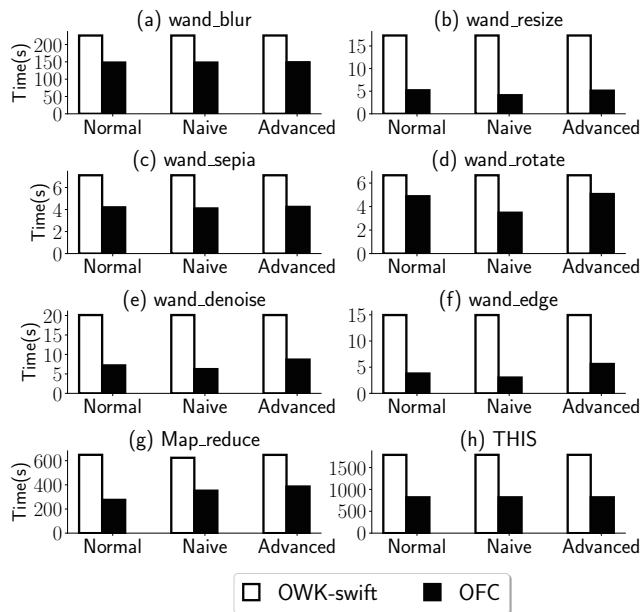 (a) wand_blur
(b) wand_resize
Time(s)
200
150
100
50
0
15
10
5
0
Normal Naive Advanced
Normal Naive Advanced
(c) wand_sepia
(d) wand_rotate
Time(s)
6
4
2
0
6
4
2
0
Normal Naive Advanced
Normal Naive Advanced
(e) wand_denoise
(f) wand_edge
Time(s)
20
15
10
5
0
15
10
5
0
Normal Naive Advanced
Normal Naive Advanced
(g) Map_reduce
(h) THIS
Time(s)
600
400
200
0
1500
1000
500
0
Normal Naive Advanced
Normal Naive Advanced
OWK-swift OFC